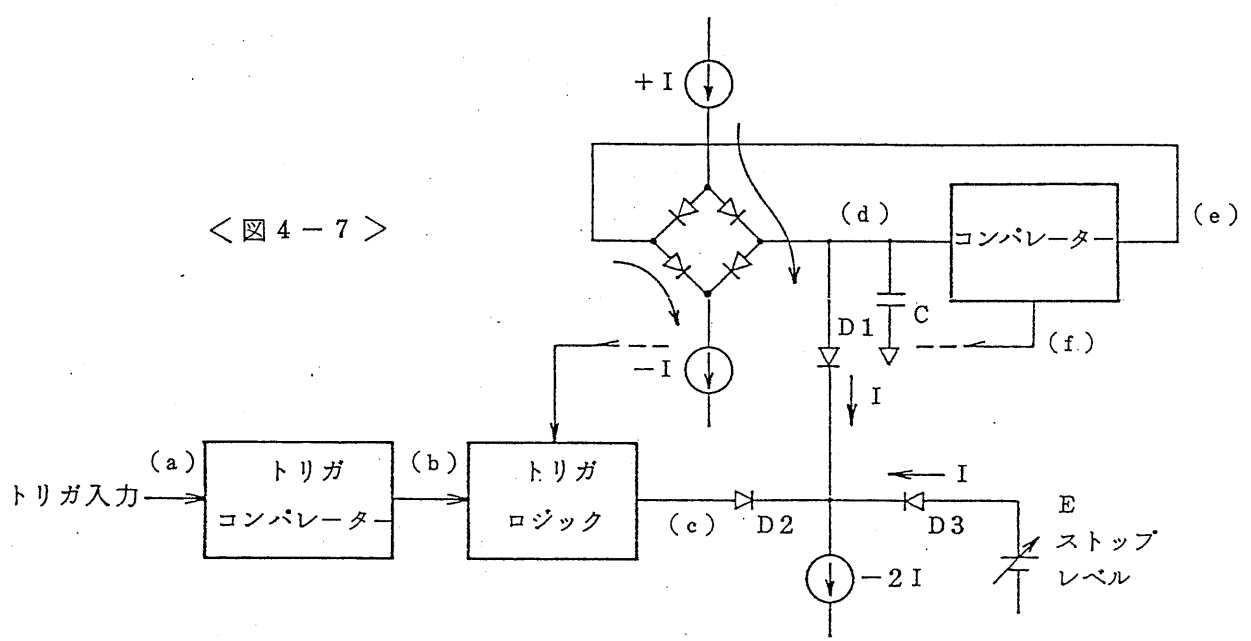 +I
<図4-7>
(d)
コンパレーター
(e)
D1
C
(f)
-I
I
(a)
トリガ
コンパレーター
(b)
トリガ
ロジック
トリガ入力
(c)
D2
I
D3
E
ストップ
レベル
-2I